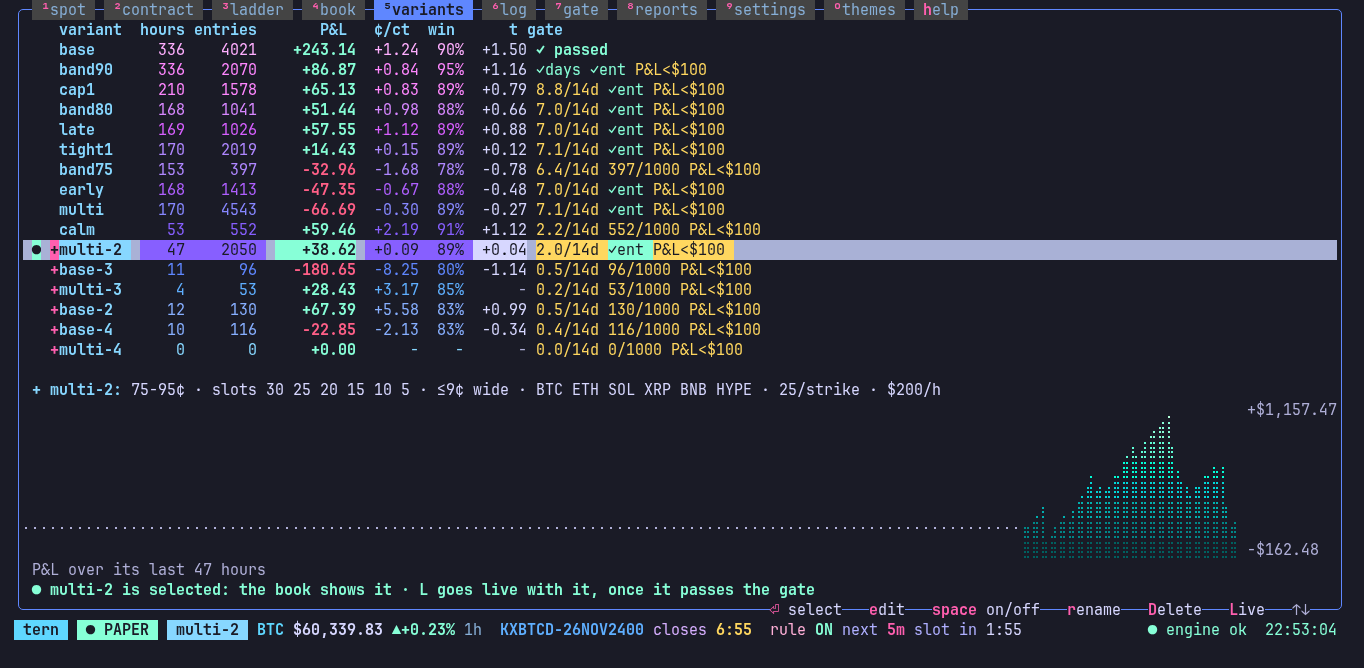 ¹spot ²contract ³ladder ⁴book ⁵variants ⁶log ⁷gate ⁸reports ⁹settings ⁰themes help
variant hours entries P&L ¢/ct win t gate
base 336 4021 +243.14 +1.24 90% +1.50 ✓ passed
band90 336 2070 +86.87 +0.84 95% +1.16 ✓days ✓ent P&L<$100
cap1 210 1578 +65.13 +0.83 89% +0.79 8.8/14d ✓ent P&L<$100
band80 168 1041 +51.44 +0.98 88% +0.66 7.0/14d ✓ent P&L<$100
late 169 1026 +57.55 +1.12 89% +0.88 7.0/14d ✓ent P&L<$100
tight1 170 2019 +14.43 +0.15 89% +0.12 7.1/14d ✓ent P&L<$100
band75 153 397 -32.96 -1.68 78% -0.78 6.4/14d 397/1000 P&L<$100
early 168 1413 -47.35 -0.67 88% -0.48 7.0/14d ✓ent P&L<$100
multi 170 4543 -66.69 -0.30 89% -0.27 7.1/14d ✓ent P&L<$100
calm 53 552 +59.46 +2.19 91% +1.12 2.2/14d 552/1000 P&L<$100
● +multi-2 47 2050 +38.62 +0.09 89% +0.04 2.0/14d ✓ent P&L<$100
+base-3 11 96 -180.65 -8.25 80% -1.14 0.5/14d 96/1000 P&L<$100
+multi-3 4 53 +28.43 +3.17 85% - 0.2/14d 53/1000 P&L<$100
+base-2 12 130 +67.39 +5.58 83% +0.99 0.5/14d 130/1000 P&L<$100
+base-4 10 116 -22.85 -2.13 83% -0.34 0.4/14d 116/1000 P&L<$100
+multi-4 0 0 +0.00 - - - 0.0/14d 0/1000 P&L<$100
+ multi-2: 75-95¢ · slots 30 25 20 15 10 5 · ≤9¢ wide · BTC ETH SOL XRP BNB HYPE · 25/strike · $200/h
+$1,157.47
-$162.48
P&L over its last 47 hours
● multi-2 is selected: the book shows it · L goes live with it, once it passes the gate
⏎ select edit space on/off rename Delete Live ↑↓
tern ● PAPER multi-2 BTC $60,339.83 ▲+0.23% 1h KXBTCD-26NOV2400 closes 6:55 rule ON next 5m slot in 1:55 ● engine ok 22:53:04